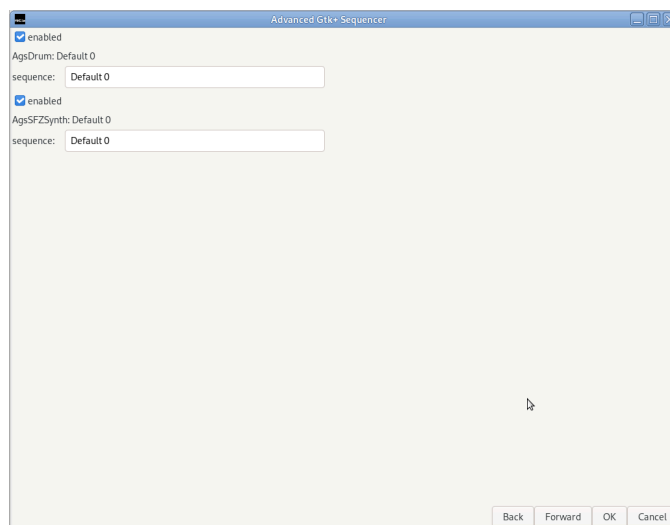 Advanced Gtk+ Sequencer
enabled
AgsDrum: Default 0
sequence: Default 0
enabled
AgsSFZSynth: Default 0
sequence: Default 0
Back Forward OK Cancel